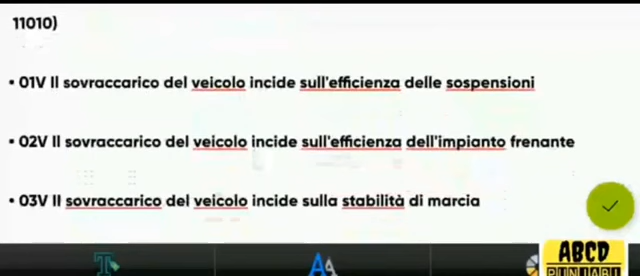 11010)
• 01V Il sovraccarico del veicolo incide sull'efficienza delle sospensioni
• 02V Il sovraccarico del veicolo incide sull'efficienza dell'impianto frenante
• 03V Il sovraccarico del veicolo incide sulla stabilità di marcia
ABCD
PUNJABI